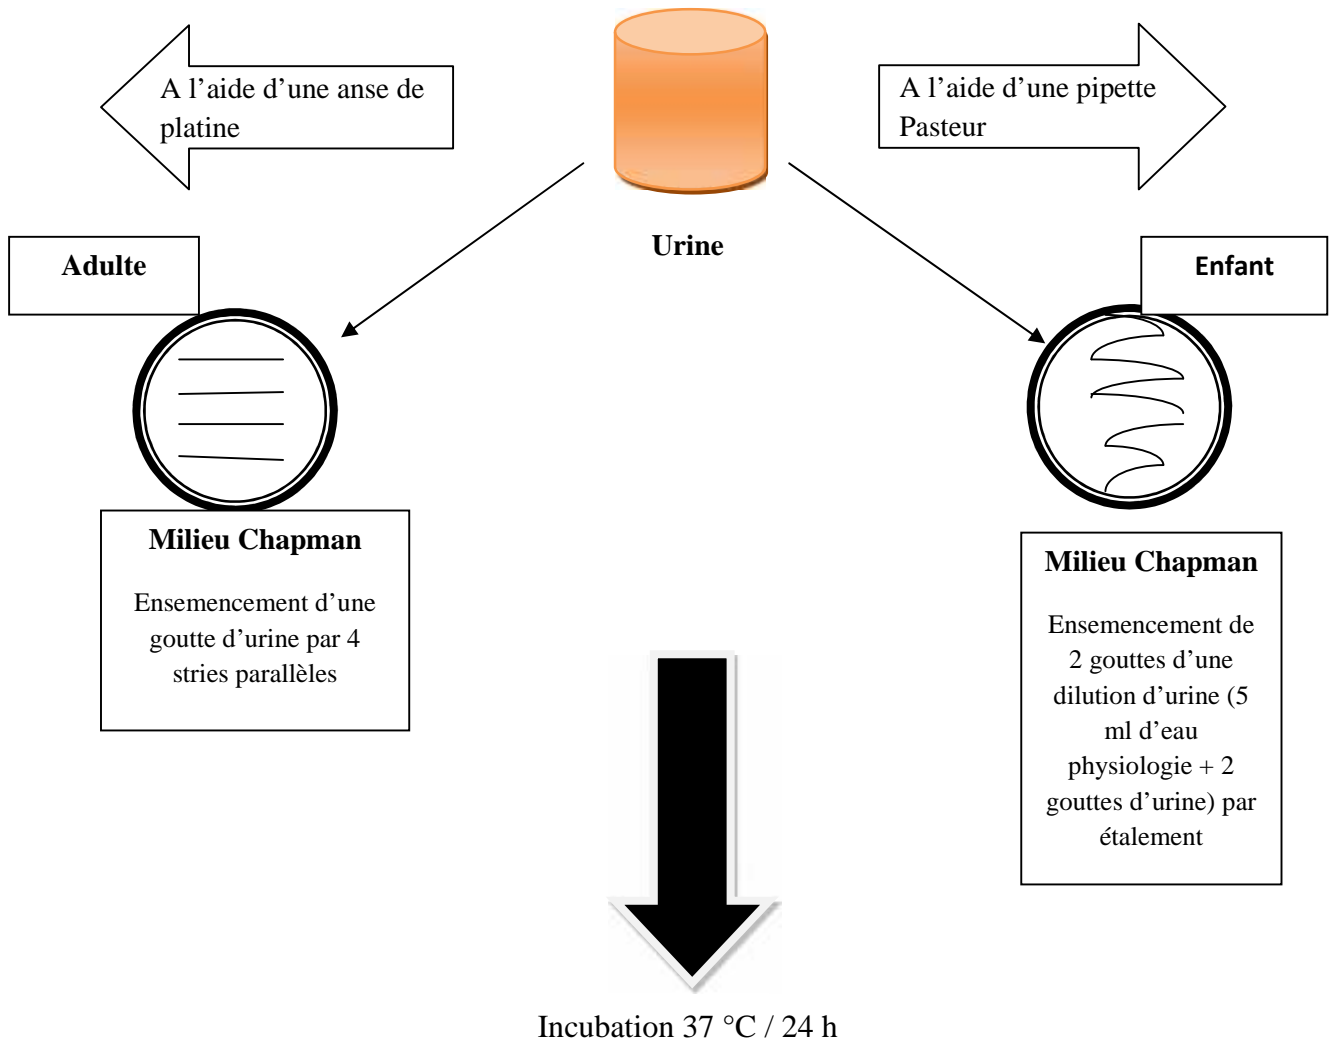 A l’aide d’une anse de
platine
A l’aide d’une pipette
Pasteur
Urine
Adulte
Enfant
Milieu Chapman
Ensemencement d’une
goutte d’urine par 4
stries parallèles
Milieu Chapman
Ensemencement de
2 gouttes d’une
dilution d’urine (5
ml d’eau
physiologie + 2
gouttes d’urine) par
étalement
Incubation 37 °C / 24 h